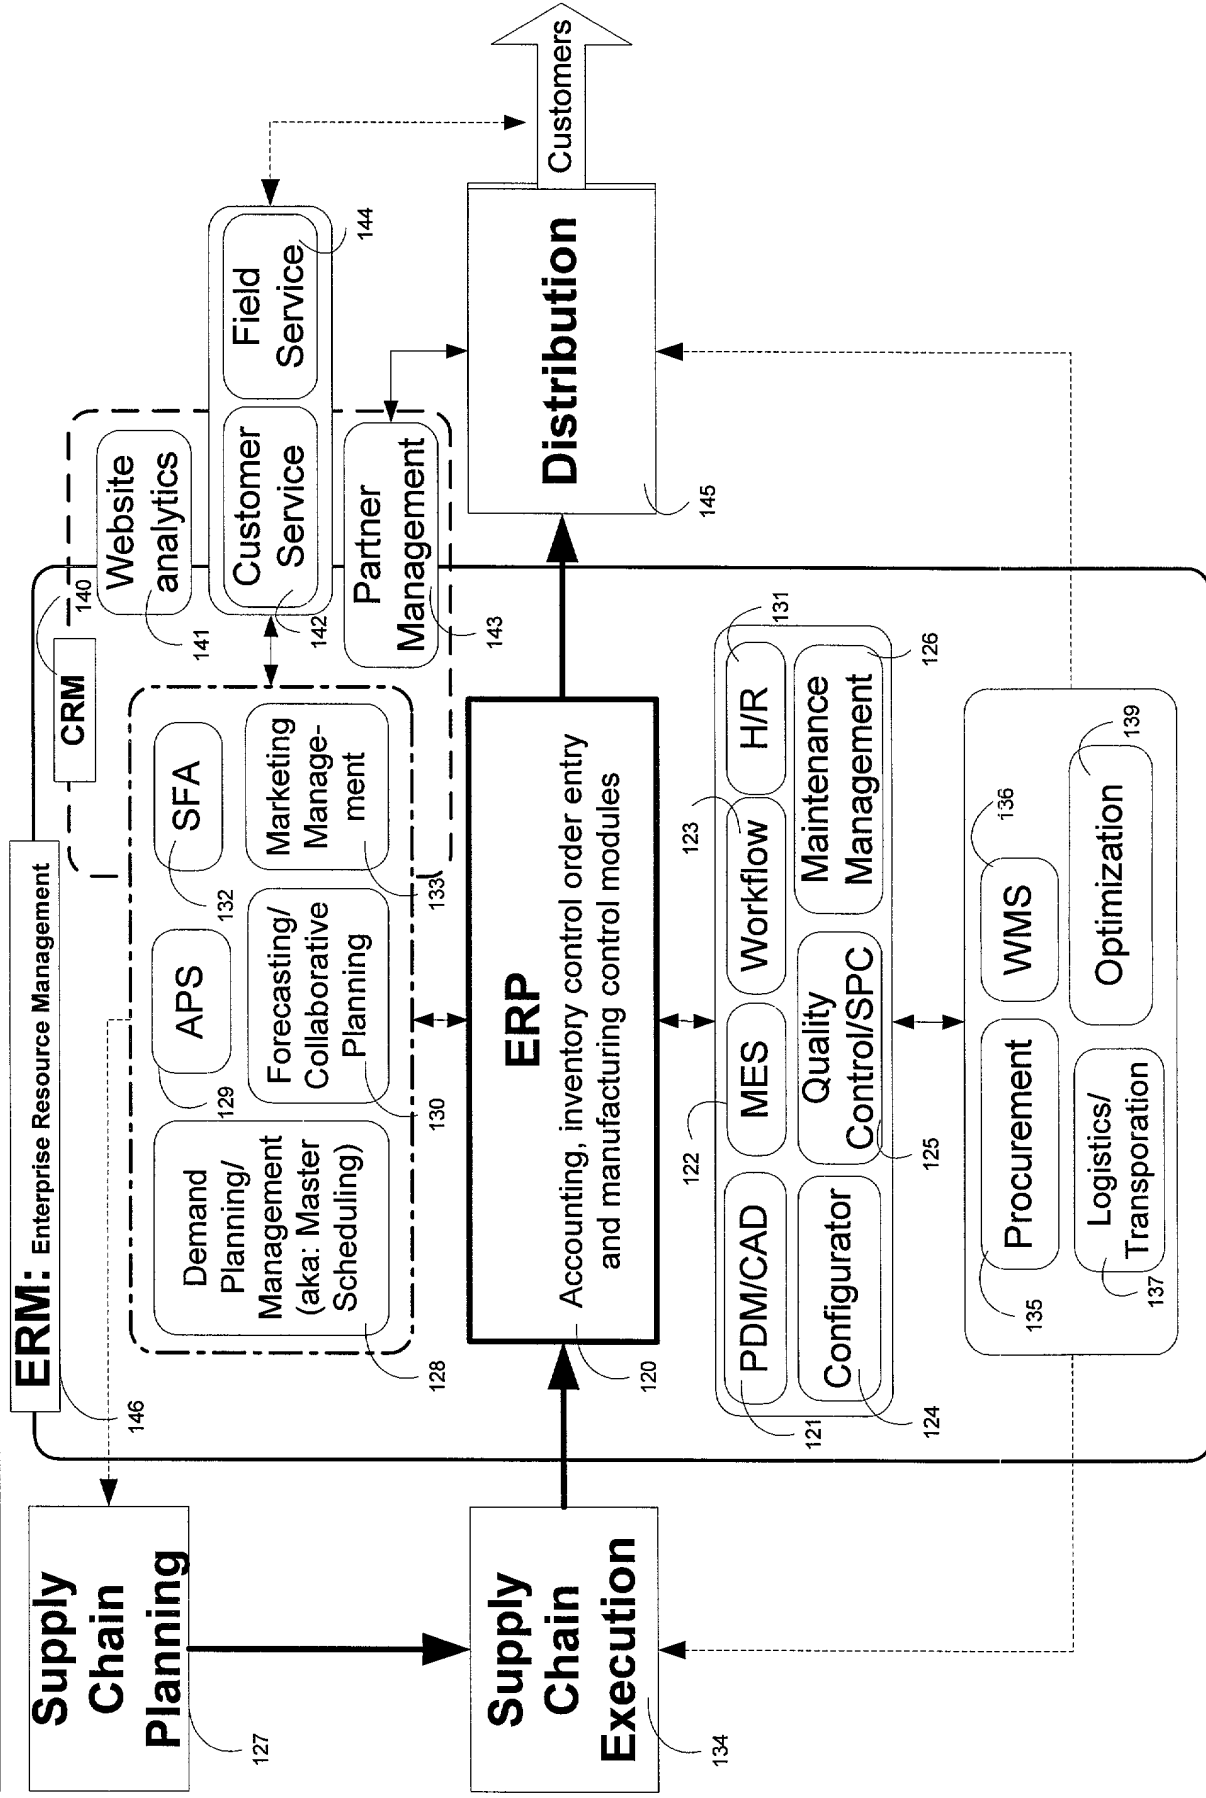 ERM: Enterprise Resource Management
146
Supply
Chain
Planning
127
CRM
140
Demand
Planning/
Management
(aka: Master
Scheduling)
128
APS
129
SFA
132
Forecasting/
Collaborative
Planning
130
Marketing
Manage-
ment
133
Website
analytics
141
Customer
Service
142
Field
Service
144
Partner
Management
143
Supply
Chain
Execution
134
ERP
Accounting, inventory control order entry
and manufacturing control modules
120
Distribution
145
Customers
PDM/CAD
121
MES
122
Workflow
123
H/R
131
Configurator
124
Quality
Control/SPC
125
Maintenance
Management
126
Procurement
135
WMS
136
Logistics/
Transporation
137
Optimization
139